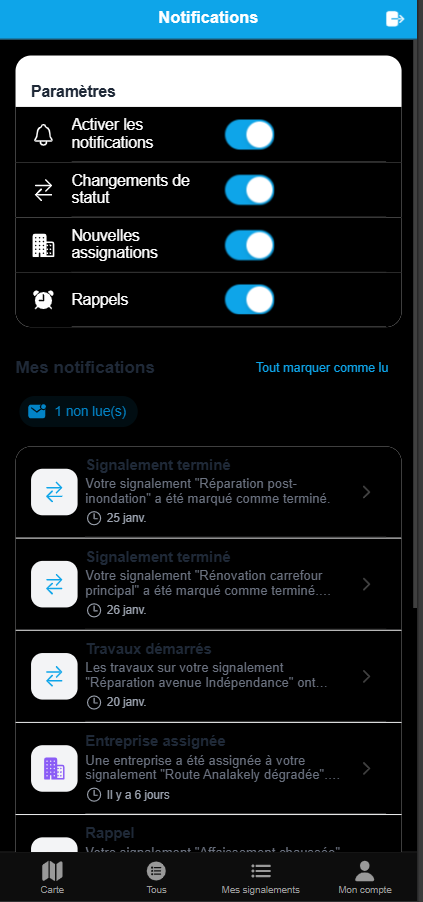 Notifications
Paramètres
Activer les
notifications
Changements de
statut
Nouvelles
assignations
Rappels
Mes notifications
Tout marquer comme lu
1 non lue(s)
Signalement terminé
Votre signalement "Réparation post-
inondation" a été marqué comme terminé.
25 janv.
Signalement terminé
Votre signalement "Rénovation carrefour
principal" a été marqué comme terminé....
26 janv.
Travaux démarrés
Les travaux sur votre signalement
"Réparation avenue Indépendance" ont...
20 janv.
Entreprise assignée
Une entreprise a été assignée à votre
signalement "Route Analakely dégradée"....
Il y a 6 jours
Rappel
Votre signalement "Affaissement chaussée"
Carte
Tous
Mes signalements
Mon compte